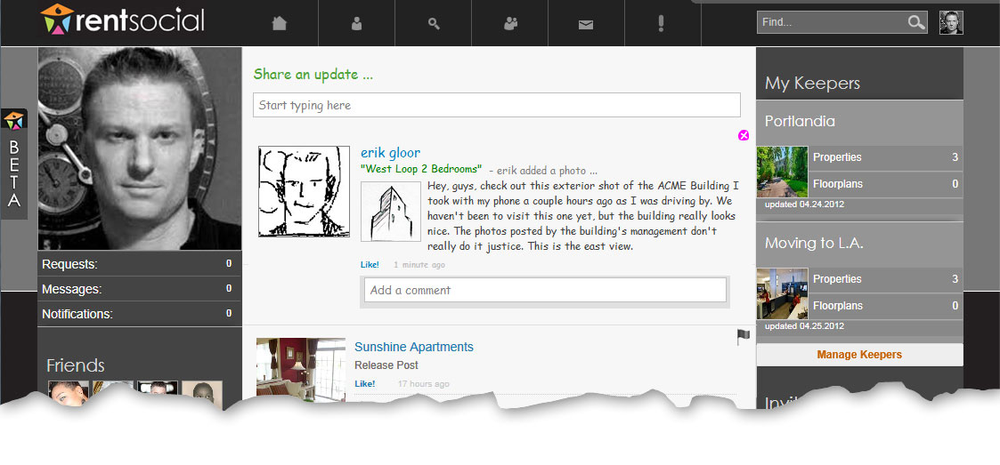 rentsocial
Find...
BETA
Share an update ...
Start typing here
erik gloor
"West Loop 2 Bedrooms" - erik added a photo ...
Hey, guys, check out this exterior shot of the ACME Building I
took with my phone a couple hours ago as I was driving by. We
haven't been to visit this one yet, but the building really looks
nice. The photos posted by the building's management don't
really do it justice. This is the east view.
Like! 1 minute ago
Add a comment
Sunshine Apartments
Release Post
Like! 17 hours ago
Requests: 0
Messages: 0
Notifications: 0
Friends
My Keepers
Portlandia
Properties 3
Floorplans 0
updated 04.24.2012
Moving to L.A.
Properties 3
Floorplans 0
updated 04.25.2012
Manage Keepers